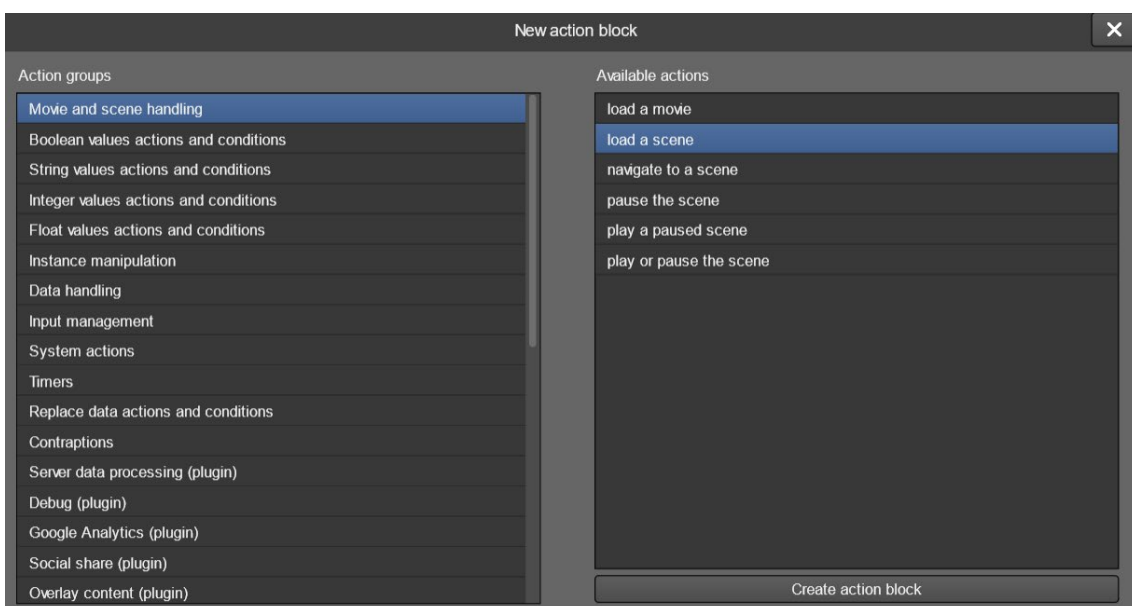 New action block
Action groups
Movie and scene handling
Boolean values actions and conditions
String values actions and conditions
Integer values actions and conditions
Float values actions and conditions
Instance manipulation
Data handling
Input management
System actions
Timers
Replace data actions and conditions
Contraptions
Server data processing (plugin)
Debug (plugin)
Google Analytics (plugin)
Social share (plugin)
Overlay content (plugin)
Available actions
load a movie
load a scene
navigate to a scene
pause the scene
play a paused scene
play or pause the scene
Create action block